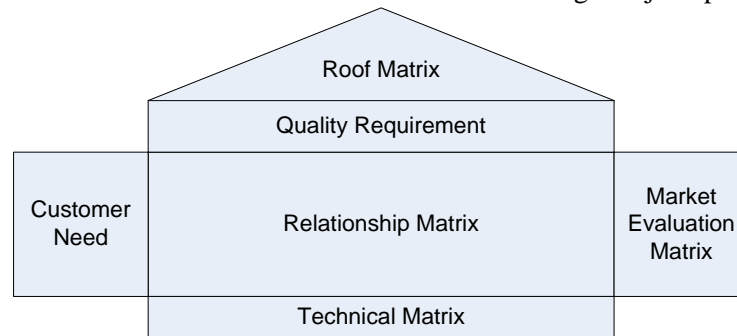 Roof Matrix
Quality Requirement
Customer
Need
Relationship Matrix
Market
Evaluation
Matrix
Technical Matrix